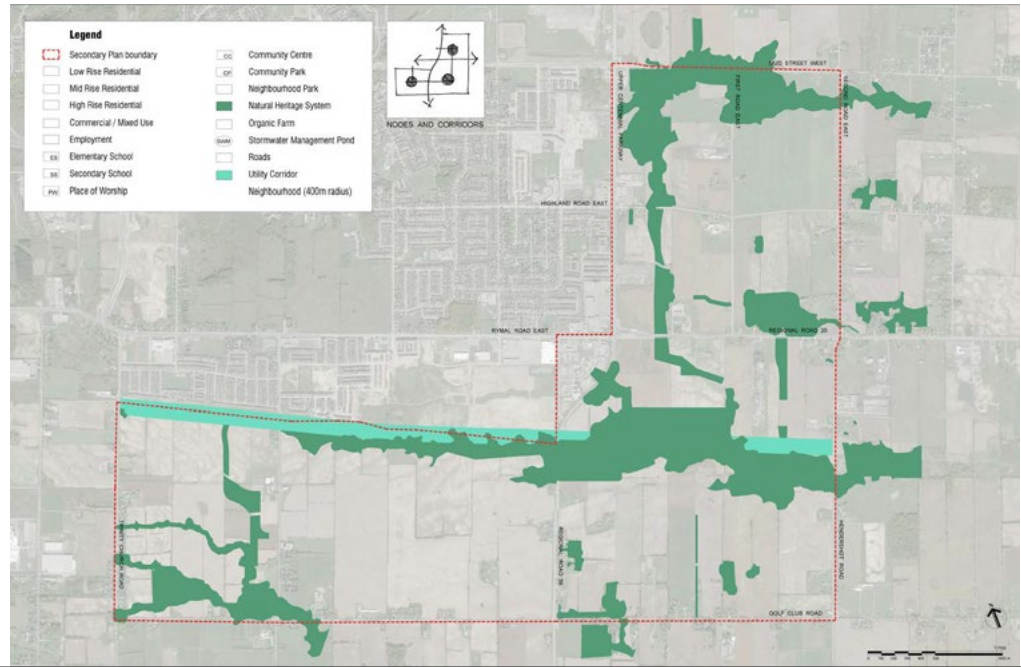 Legend
Secondary Plan boundary
Low Rise Residential
Mid Rise Residential
High Rise Residential
Commercial / Mixed Use
Employment
ES Elementary School
SS Secondary School
PW Place of Worship
CC Community Centre
CP Community Park
Neighbourhood Park
Natural Heritage System
Organic Farm
SWM Stormwater Management Pond
Roads
Utility Corridor
Neighbourhood (400m radius)
NODES AND CORRIDORS
MUD STREET WEST
UPPER CENTENNIAL PARKWAY
FIRST ROAD EAST
SECOND ROAD EAST
HIGHLAND ROAD EAST
RYMAL ROAD EAST
REGIONAL ROAD 20
TRINITY CHURCH ROAD
REGIONAL ROAD 56
HENDERSHOT ROAD
GOLF CLUB ROAD